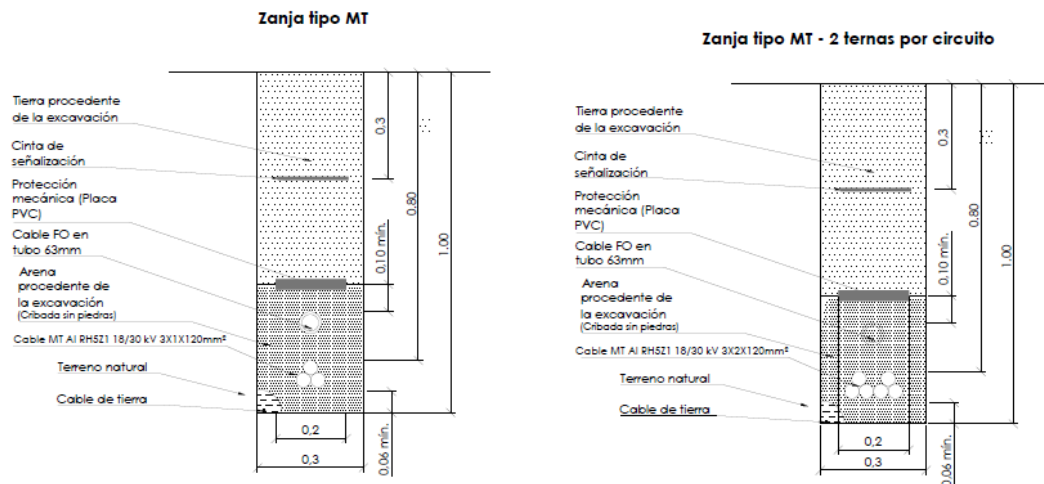 Zanja tipo MT
Tierra procedente
de la excavación
Cinta de
señalización
Protección
mecánica (Placa
PVC)
Cable FO en
tubo 63mm
Arena
procedente de
la excavación
(Cribada sin piedras)
Cable MT Al RH5Z1 18/30 kV 3X1X120mm²
Terreno natural
Cable de tierra
0,3
0,10 mín.
0,80
1,00
0,06 mín.
0,2
0,3
Zanja tipo MT - 2 ternas por circuito
Tierra procedente
de la excavación
Cinta de
señalización
Protección
mecánica (Placa
PVC)
Cable FO en
tubo 63mm
Arena
procedente de
la excavación
(Cribada sin piedras)
Cable MT Al RH5Z1 18/30 kV 3X2X120mm²
Terreno natural
Cable de tierra
0,3
0,10 mín.
0,80
1,00
0,06 mín.
0,2
0,3